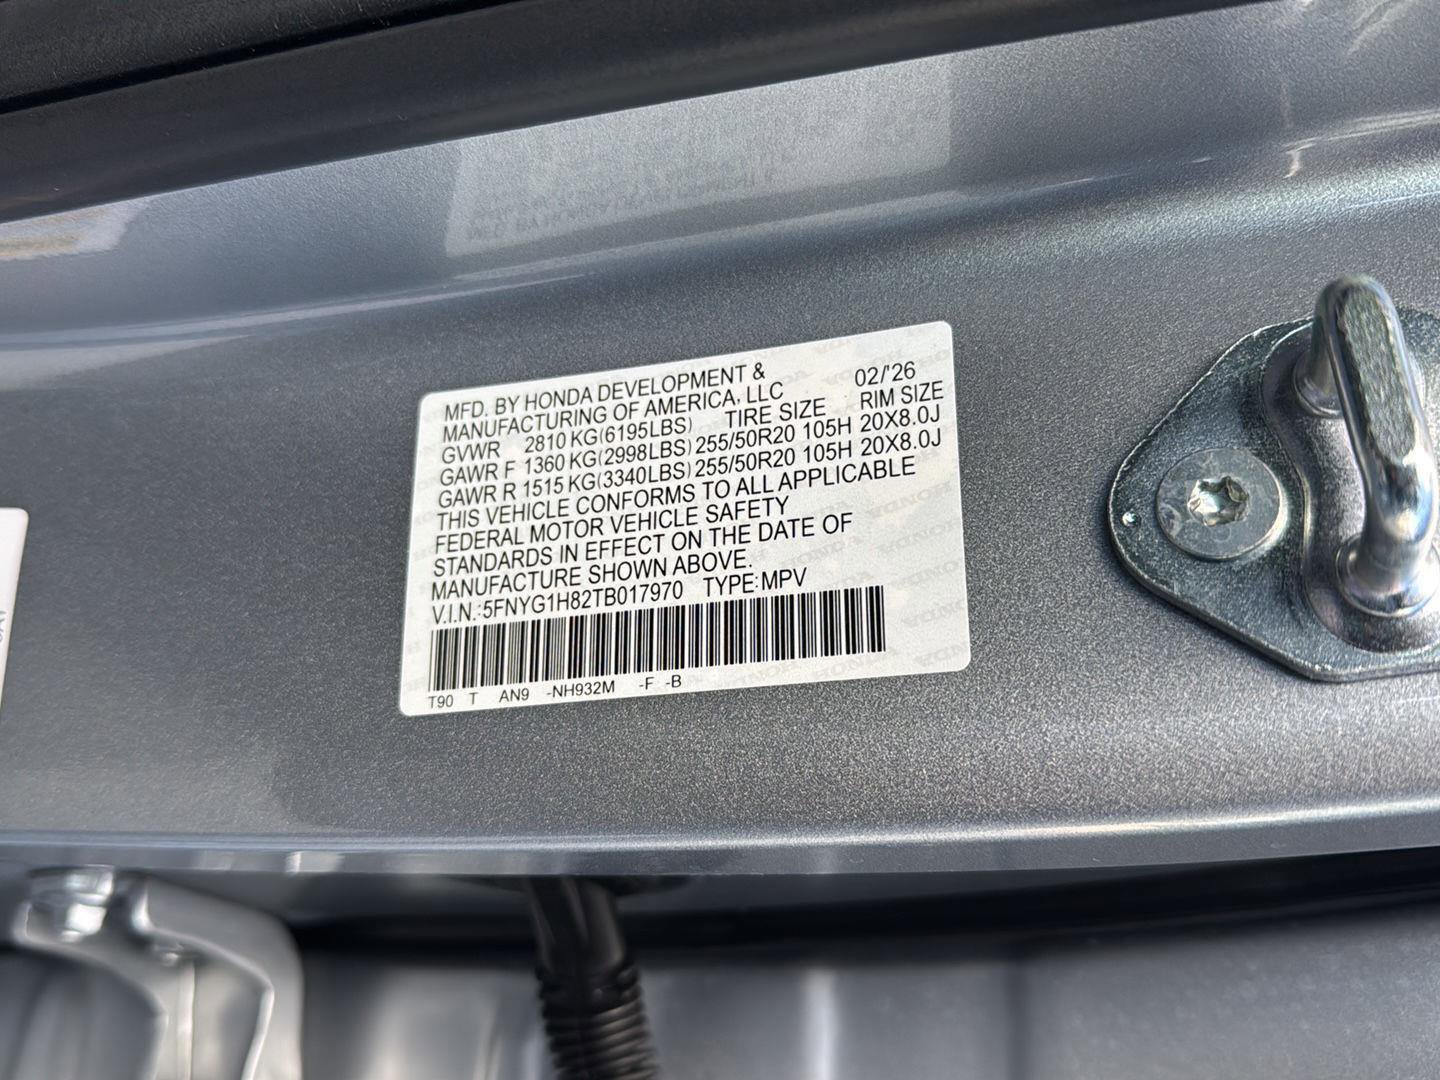 MFD. BY HONDA DEVELOPMENT & 02/'26
MANUFACTURING OF AMERICA, LLC
GVWR 2810 KG(6195LBS) TIRE SIZE RIM SIZE
GAWR F 1360 KG(2998LBS) 255/50R20 105H 20X8.0J
GAWR R 1515 KG(3340LBS) 255/50R20 105H 20X8.0J
THIS VEHICLE CONFORMS TO ALL APPLICABLE
FEDERAL MOTOR VEHICLE SAFETY
STANDARDS IN EFFECT ON THE DATE OF
MANUFACTURE SHOWN ABOVE.
V.I.N.:5FNYG1H82TB017970 TYPE:MPV
T90 T AN9 -NH932M -F -B